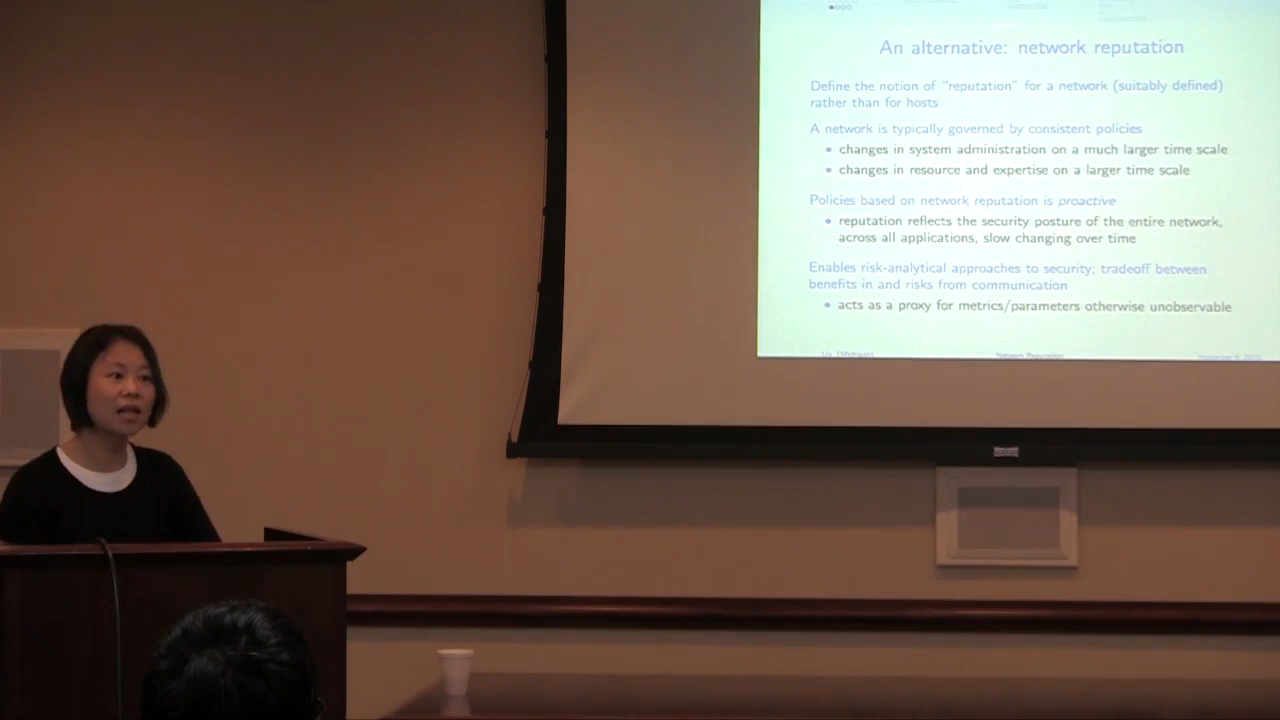 An alternative: network reputation
Define the notion of "reputation" for a network (suitably defined)
rather than for hosts
A network is typically governed by consistent policies
• changes in system administration on a much larger time scale
• changes in resource and expertise on a larger time scale
Policies based on network reputation is proactive
• reputation reflects the security posture of the entire network,
across all applications, slow changing over time
Enables risk-analytical approaches to security; tradeoff between
benefits in and risks from communication
• acts as a proxy for metrics/parameters otherwise unobservable
Liu (Michigan) Network Reputation November